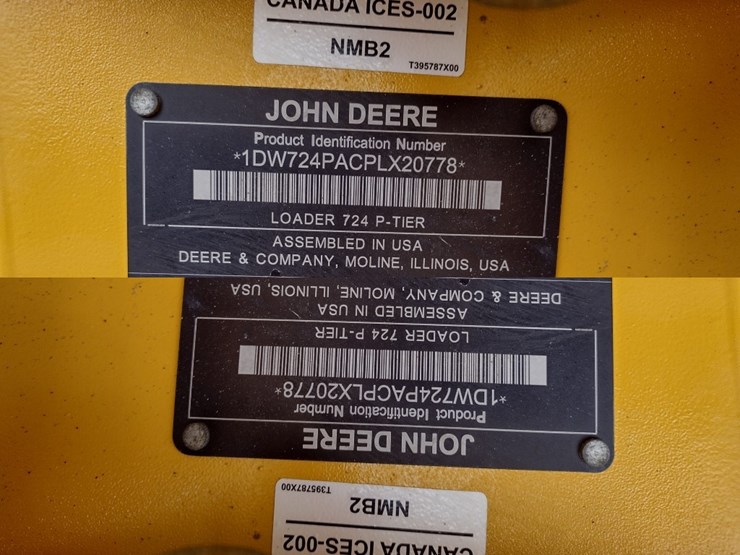 CANADA ICES-002
NMB2
T395787X00
JOHN DEERE
Product Identification Number
*1DW724PACPLX20778*
LOADER 724 P-TIER
ASSEMBLED IN USA
DEERE & COMPANY, MOLINE, ILLINOIS, USA
DEERE & COMPANY, MOLINE, ILLINOIS, USA
ASSEMBLED IN USA
LOADER 724 P-TIER
*1DW724PACPLX20778*
Product Identification Number
JOHN DEERE
T395787X00
NMB2
CANADA ICES-002